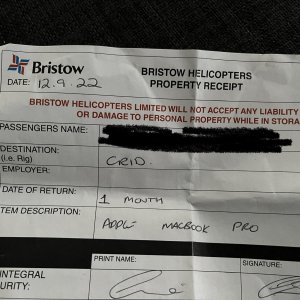 Bristow
BRISTOW HELICOPTERS
DATE: 12.9.22
PROPERTY RECEIPT
BRISTOW HELICOPTERS LIMITED WILL NOT ACCEPT ANY LIABILITY
OR DAMAGE TO PERSONAL PROPERTY WHILE IN STORA
PASSENGERS NAME:
DESTINATION:
(i.e. Rig)
EMPLOYER:
DATE OF RETURN: 1 MONTH
ITEM DESCRIPTION: APPLE MACBOOK PRO
PRINT NAME: SIGNATURE:
INTEGRAL
URITY: